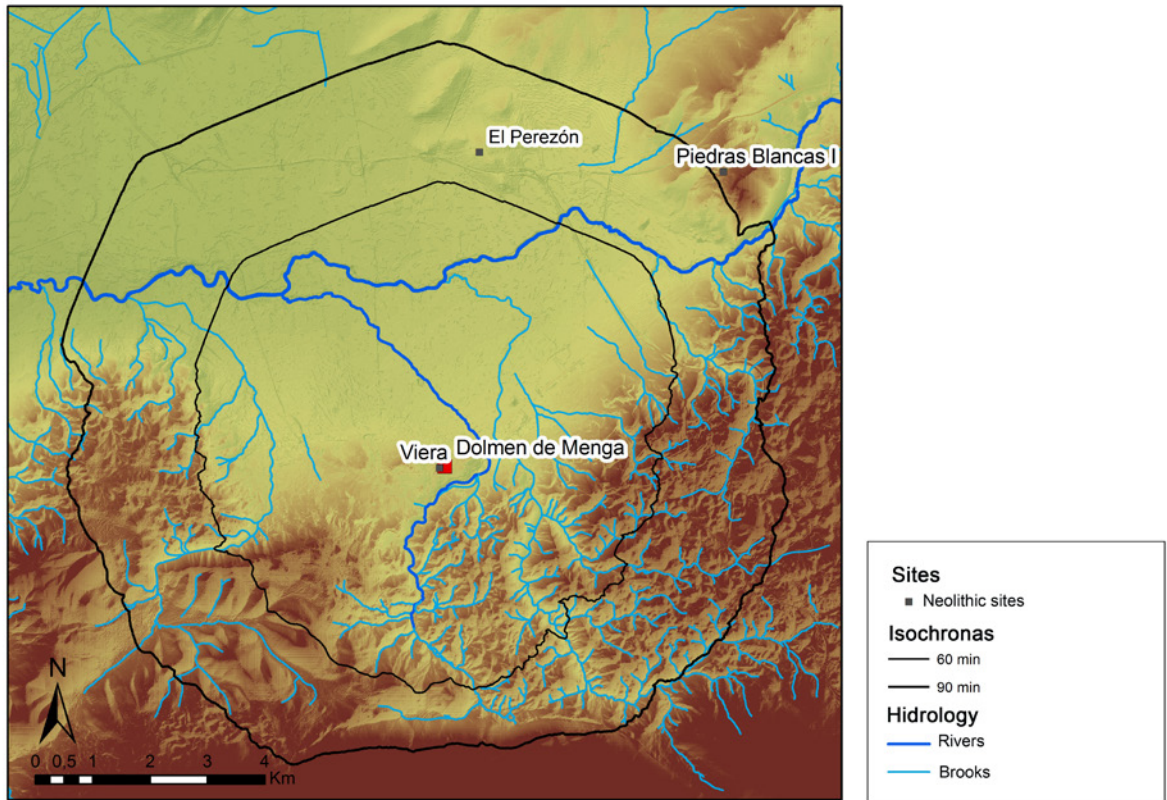 El Perezón
Piedras Blancas I
Viera
Dolmen de Menga
N
0 0,5 1 2 3 4
Km
Sites
Neolithic sites
Isochronas
60 min
90 min
Hidrology
Rivers
Brooks